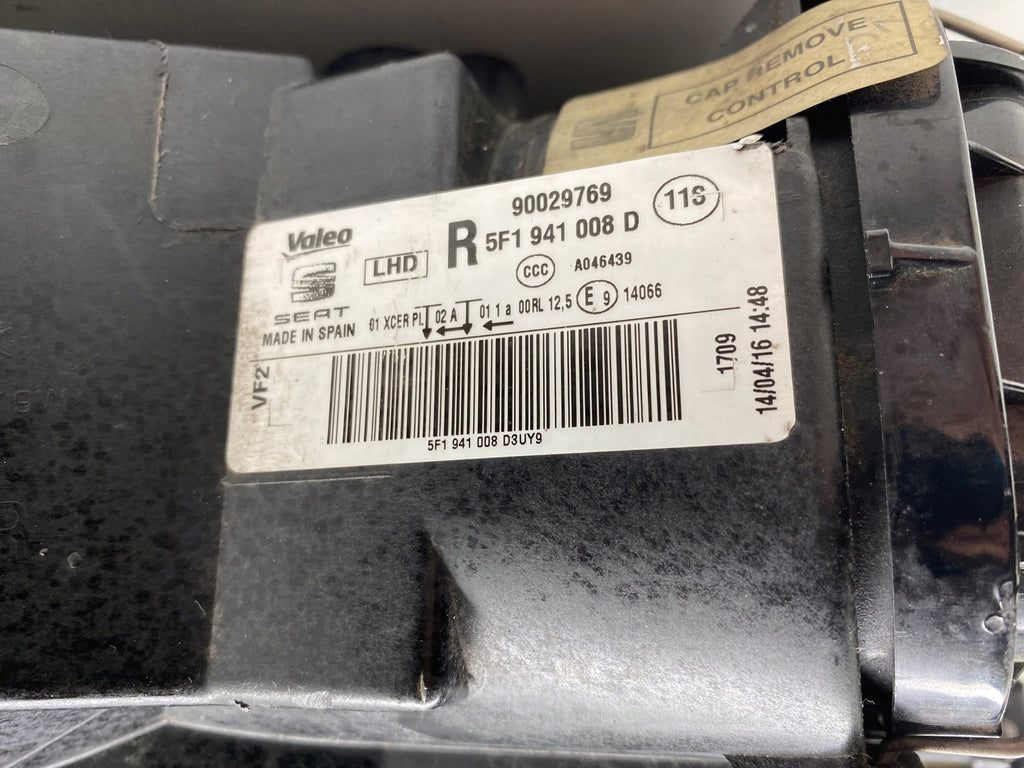 CAP REMOVE
CONTROL
Valeo
SEAT
MADE IN SPAIN
LHD
R
90029769
5F1 941 008 D
11S
CCC
A046439
01 XCER PL 02 A 01 1 a 00RL 12,5 E 9 14066
VF2
5F1 941 008 D3UY9
1709
14/04/16 14:48